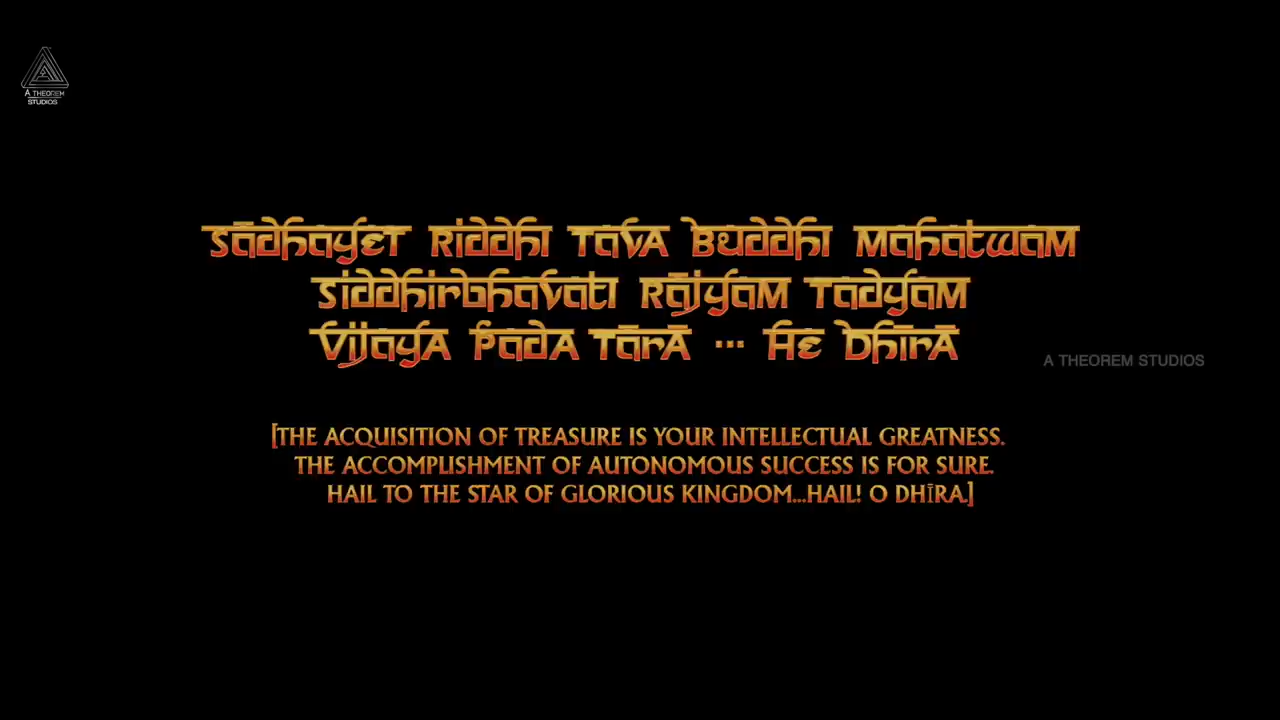 A THEOREM
STUDIOS
Sādhayet Riddhi Tava Buddhi Mahatwam
Siddhirbhavati Rājyam Tadyam
Vijaya Pada Tārā ... He Dhīrā
A THEOREM STUDIOS
[THE ACQUISITION OF TREASURE IS YOUR INTELLECTUAL GREATNESS.
THE ACCOMPLISHMENT OF AUTONOMOUS SUCCESS IS FOR SURE.
HAIL TO THE STAR OF GLORIOUS KINGDOM...HAIL! O DHĪRA.]